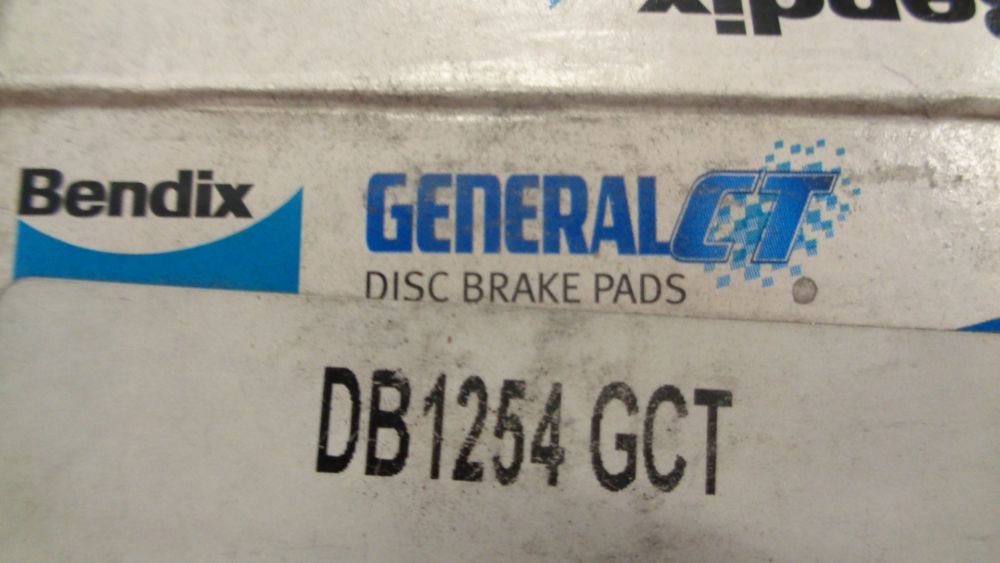 Bendix
GENERAL CT
DISC BRAKE PADS
DB1254 GCT